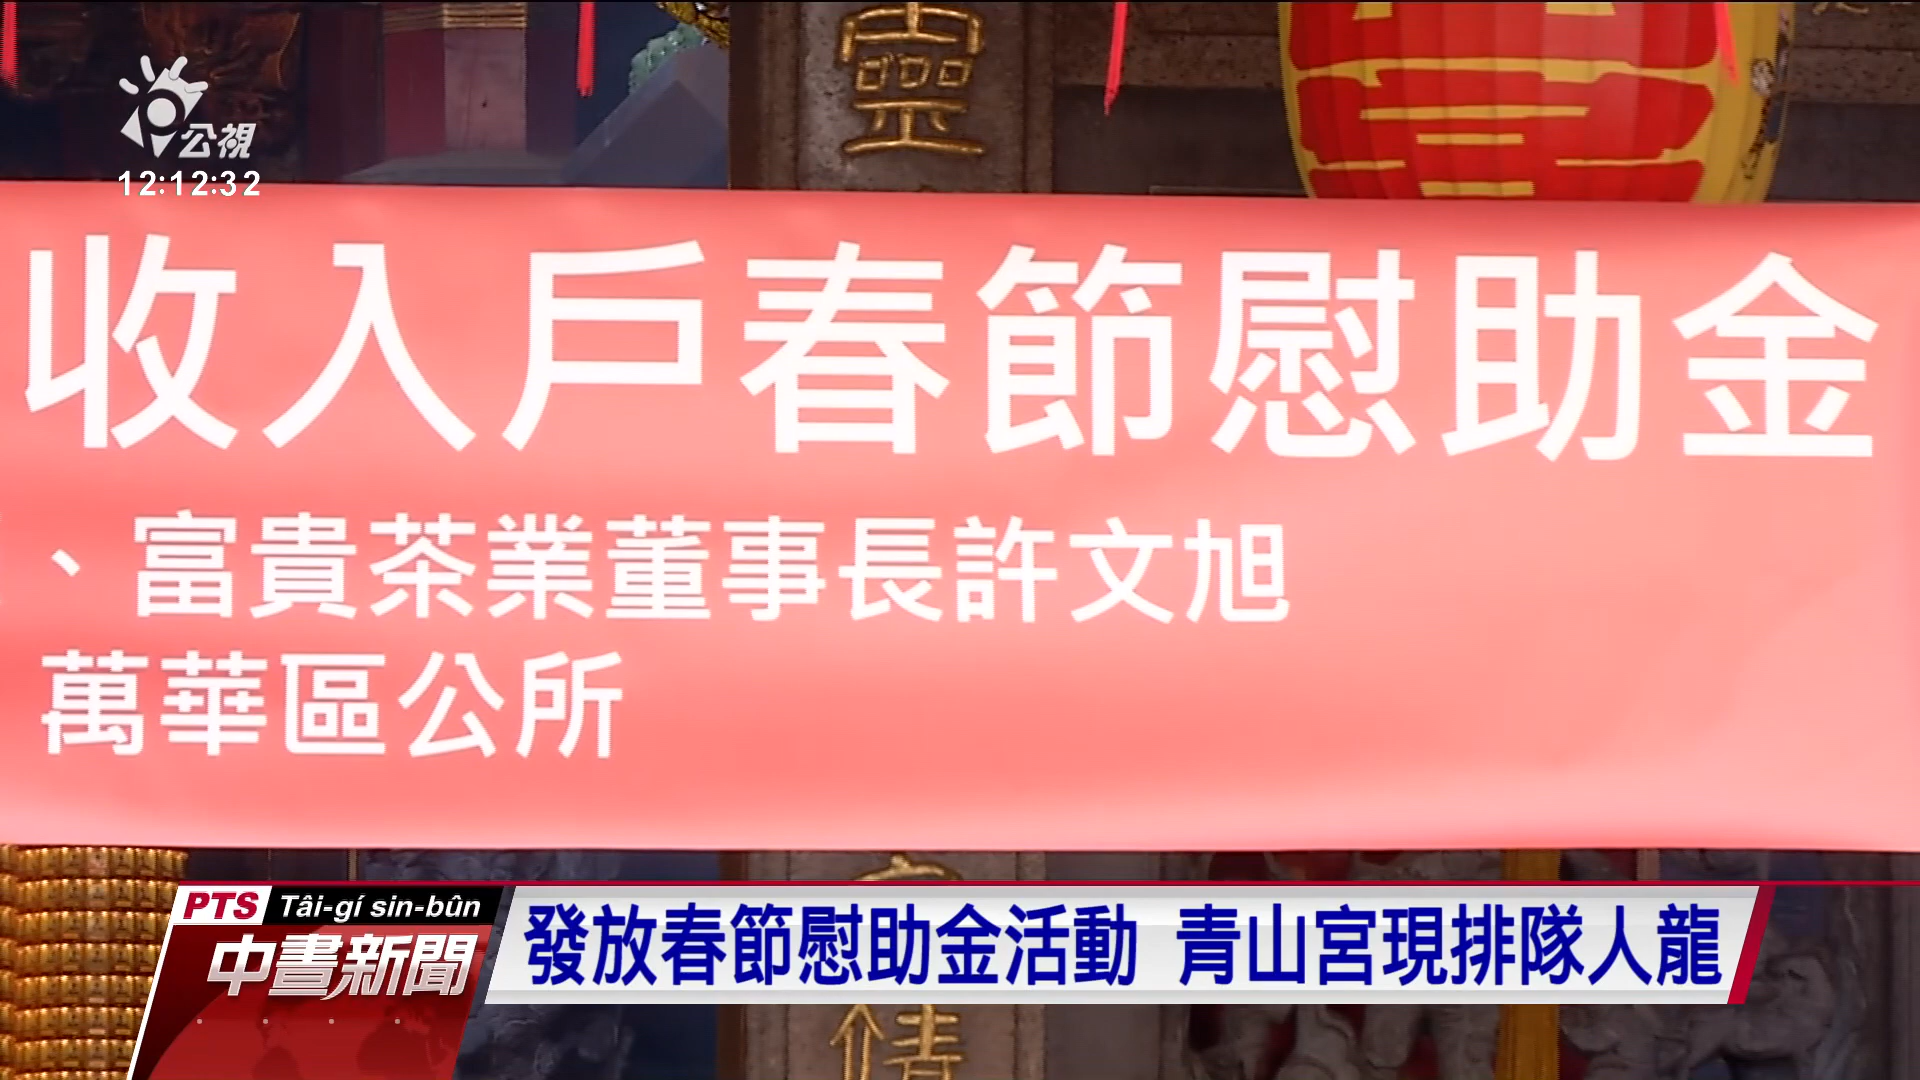 靈
公視
12:12:32
收入戶春節慰助金
、富貴茶業董事長許文旭
萬華區公所
PTS Tâi-gí sin-bûn
中晝新聞
發放春節慰助金活動 青山宮現排隊人龍